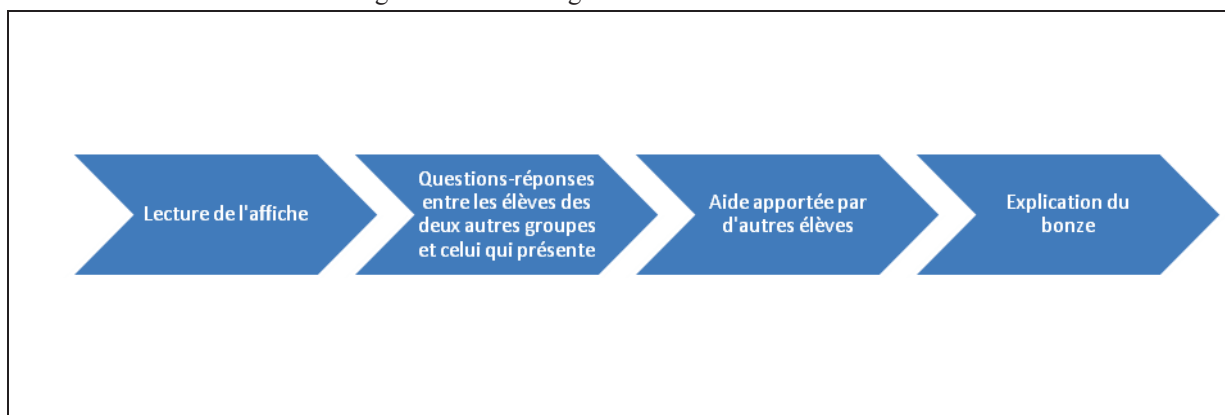 Lecture de l'affiche
Questions-réponses
entre les élèves des
deux autres groupes
et celui qui présente
Aide apportée par
d'autres élèves
Explication du
bonze